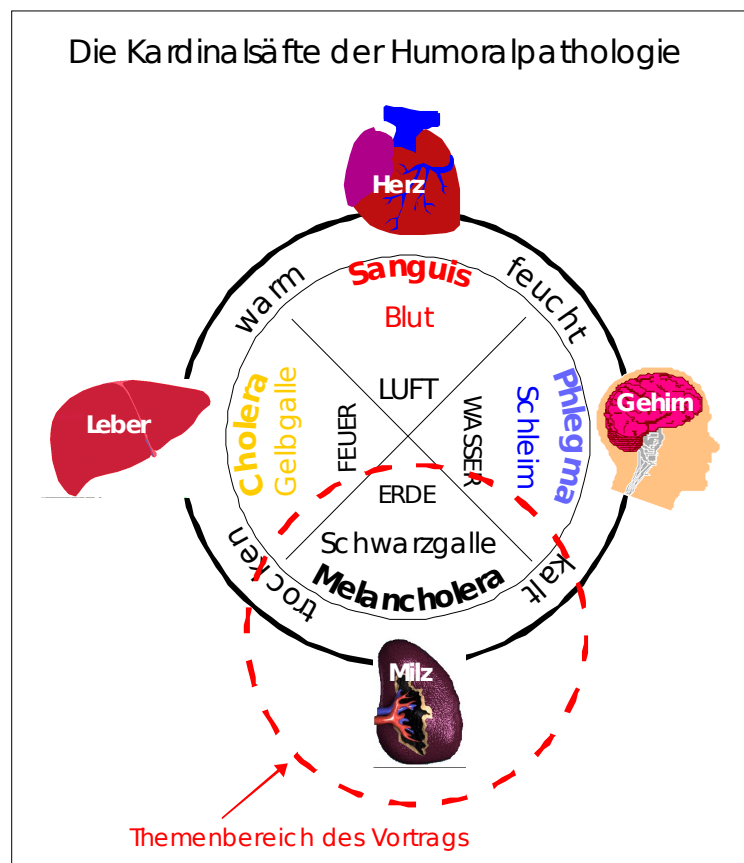 Die Kardinalsäfte der Humoralpathologie
Herz
warm
Sanguis
feucht
Blut
Leber
Cholera
Gelbgalle
FEUER
LUFT
WASSER
Schleim
Phlegma
Gehirn
ERDE
Schwarzgalle
trocken
Melancholera
kalt
Milz
Themenbereich des Vortrags